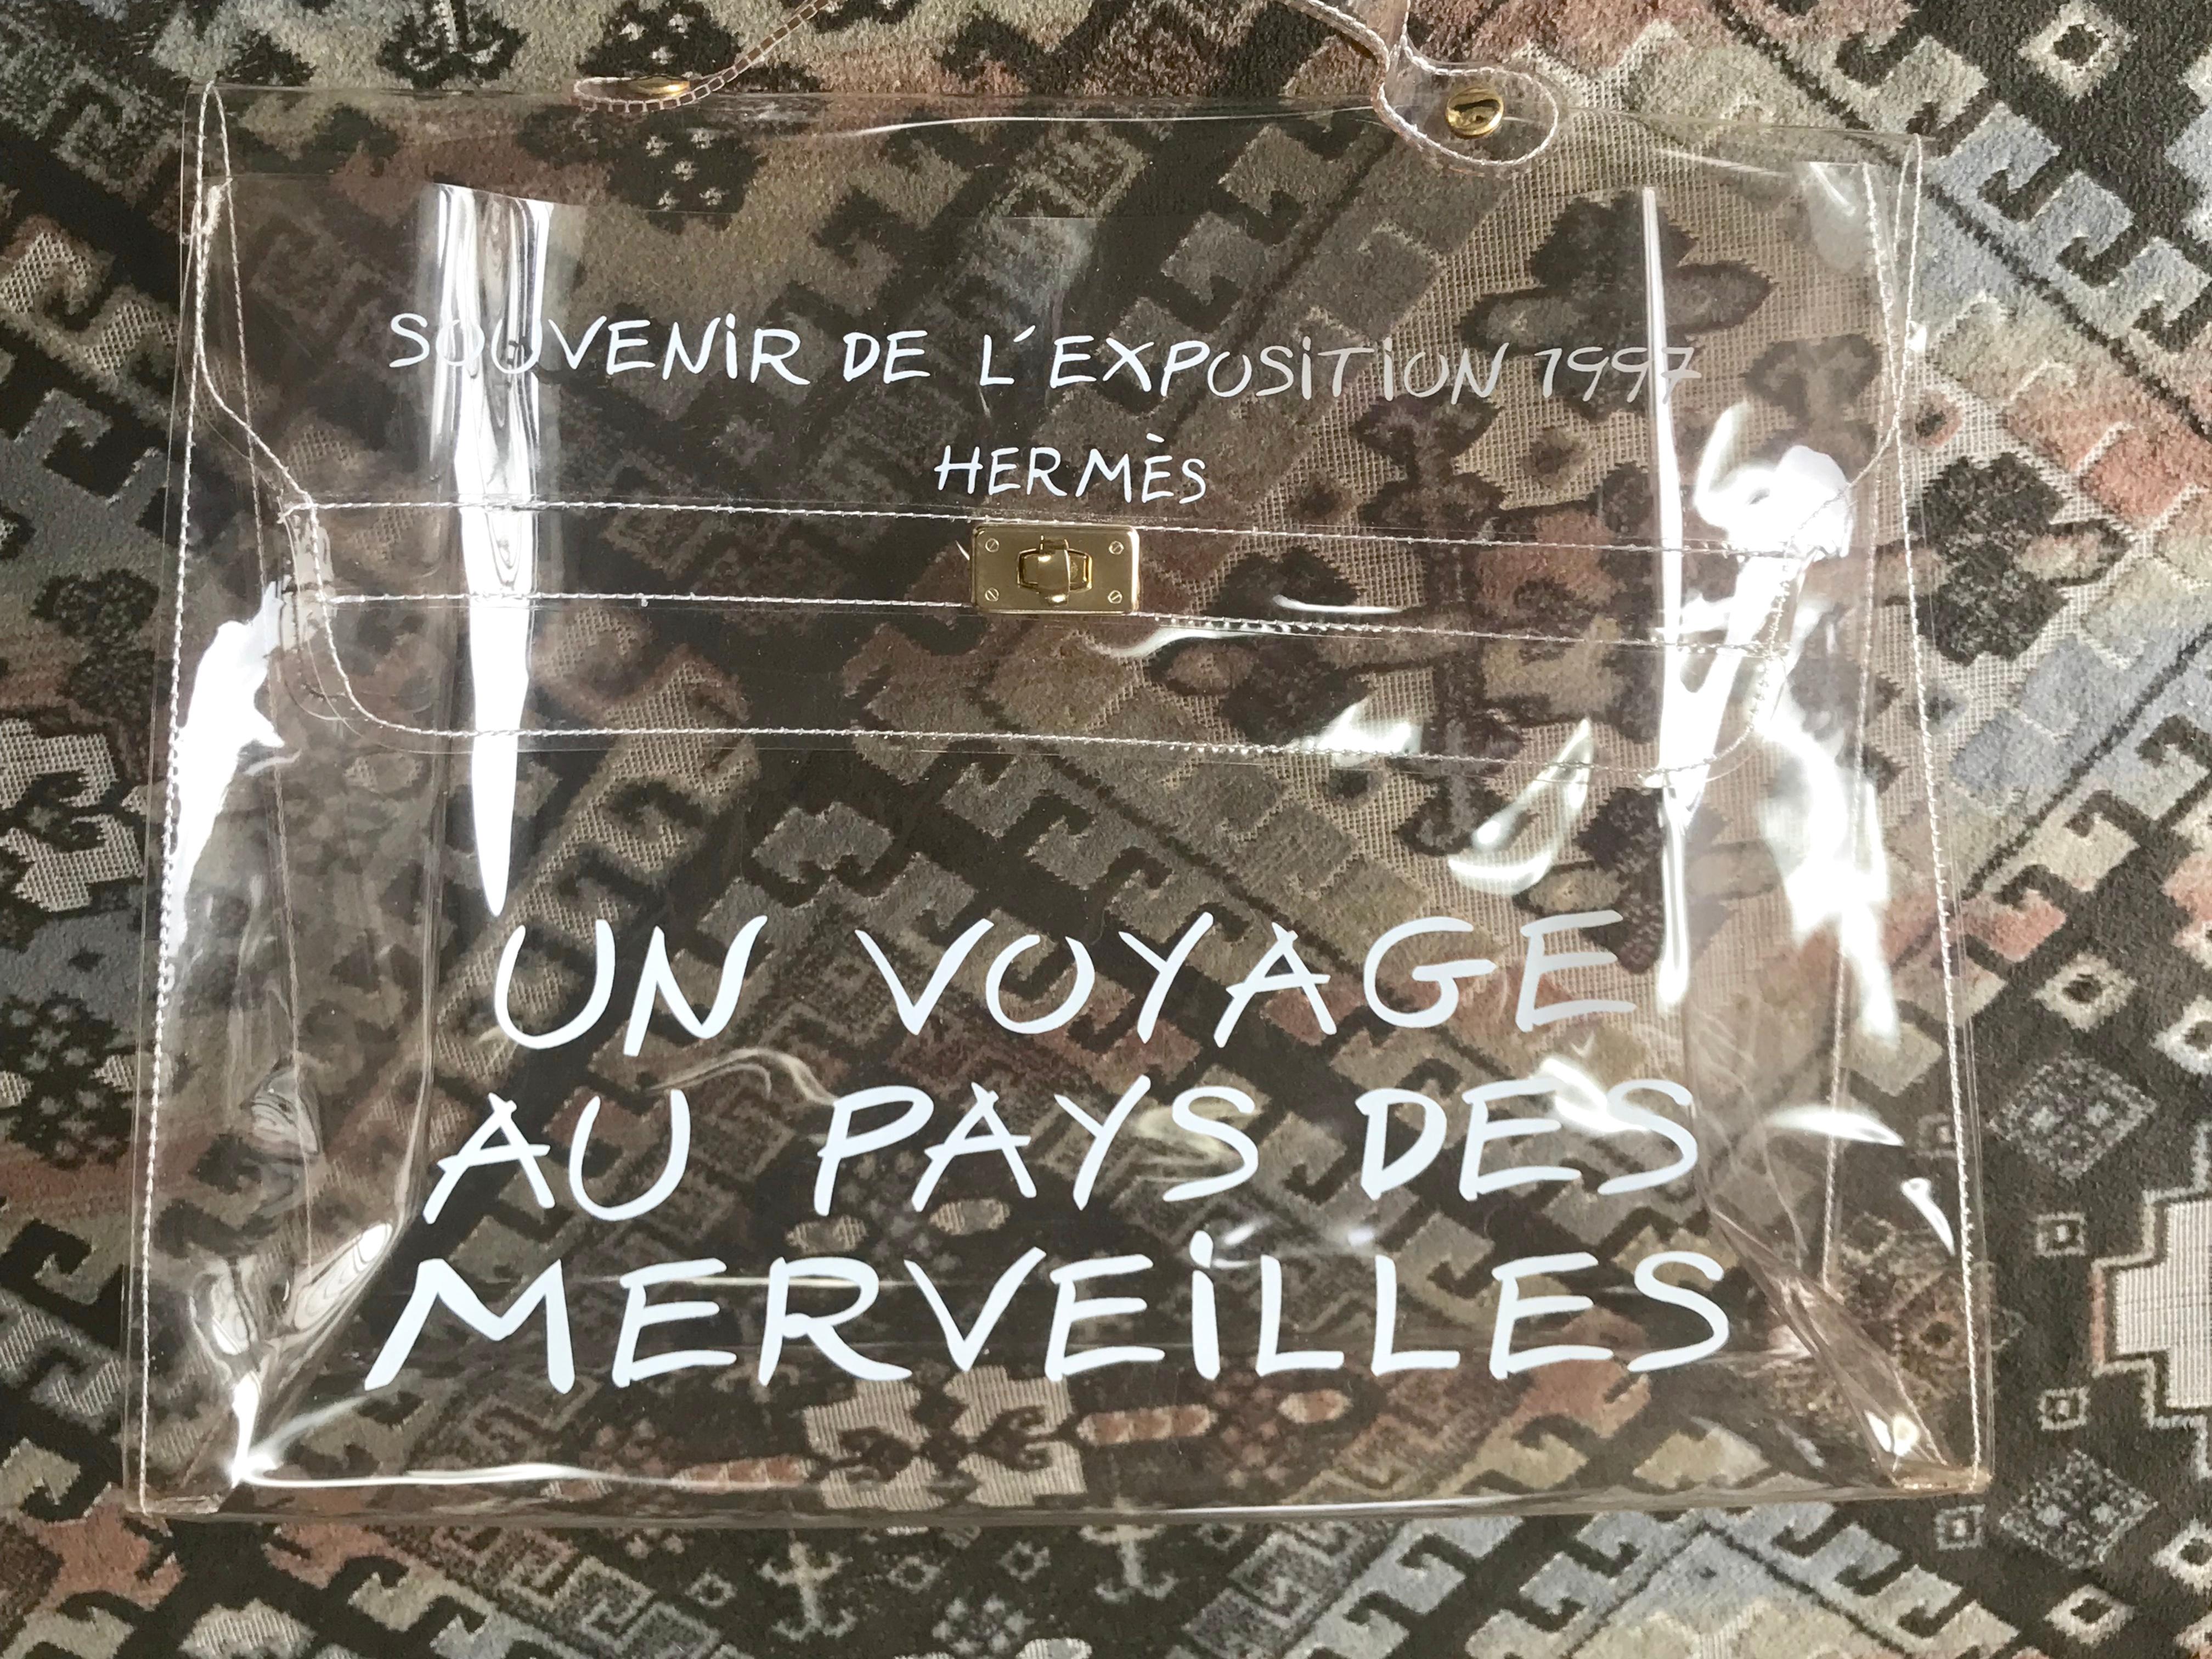 SOUVENIR DE L'EXPOSITION 1997
HERMÈS
UN VOYAGE
AU PAYS DES
MERVEILLES